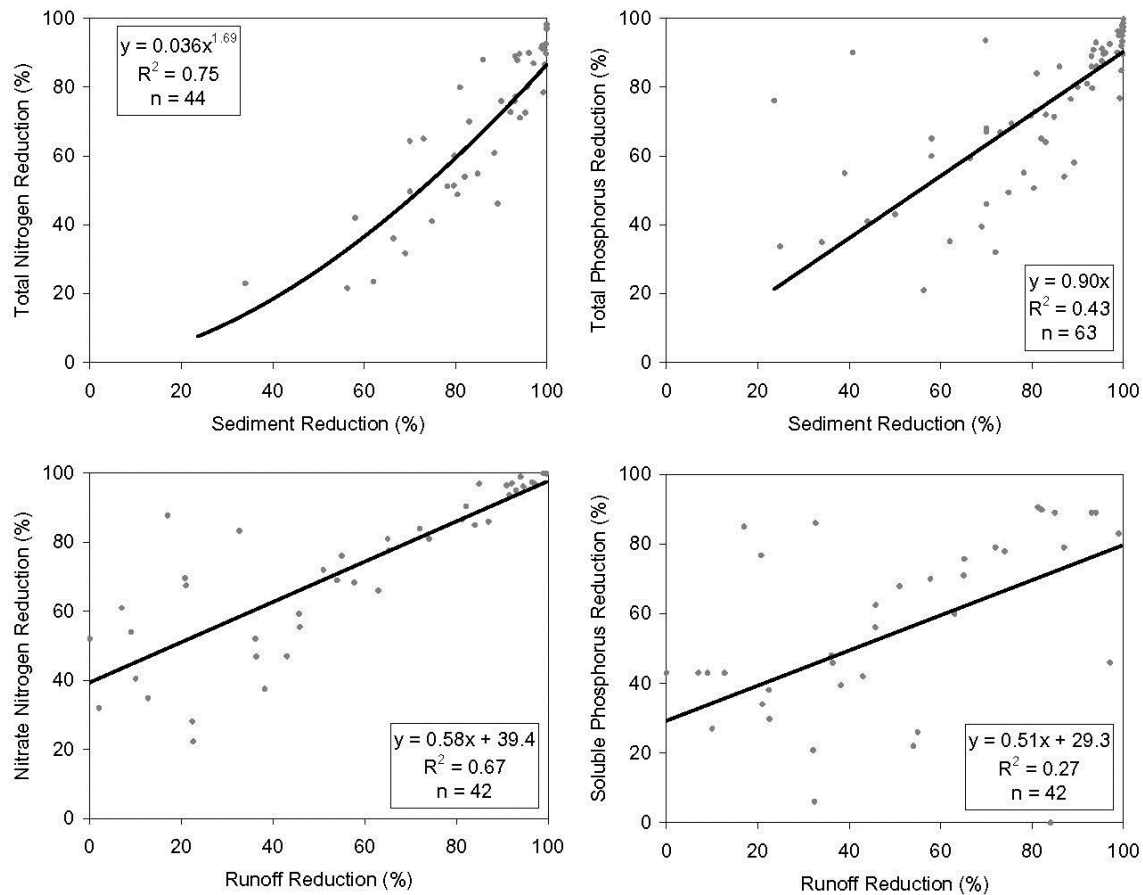 Total Nitrogen Reduction (%)
100
80
60
40
20
0
y = 0.036x^1.69
R² = 0.75
n = 44
0 20 40 60 80 100
Sediment Reduction (%)
Total Phosphorus Reduction (%)
100
80
60
40
20
0
y = 0.90x
R² = 0.43
n = 63
0 20 40 60 80 100
Sediment Reduction (%)
Nitrate Nitrogen Reduction (%)
100
80
60
40
20
0
y = 0.58x + 39.4
R² = 0.67
n = 42
0 20 40 60 80 100
Runoff Reduction (%)
Soluble Phosphorus Reduction (%)
100
80
60
40
20
0
y = 0.51x + 29.3
R² = 0.27
n = 42
0 20 40 60 80 100
Runoff Reduction (%)